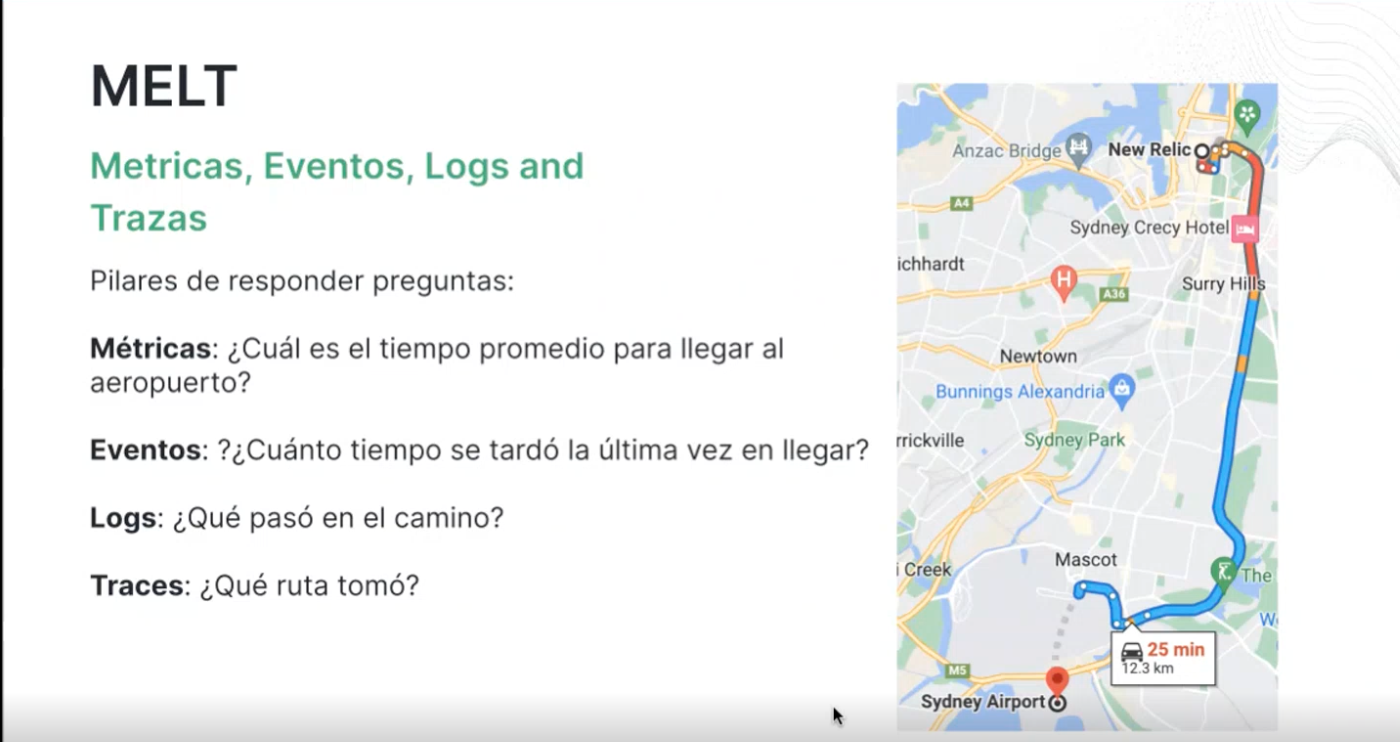 MELT
Metricas, Eventos, Logs and
Trazas
Pilares de responder preguntas:
Métricas: ¿Cuál es el tiempo promedio para llegar al
aeropuerto?
Eventos: ?¿Cuánto tiempo se tardó la última vez en llegar?
Logs: ¿Qué pasó en el camino?
Traces: ¿Qué ruta tomó?
Anzac Bridge
New Relic
A4
Sydney Crecy Hotel
ichhardt
H
A36
Surry Hills
Newtown
Bunnings Alexandria
rrickville
Sydney Park
Mascot
i Creek
The
W
25 min
12.3 km
M5
Sydney Airport